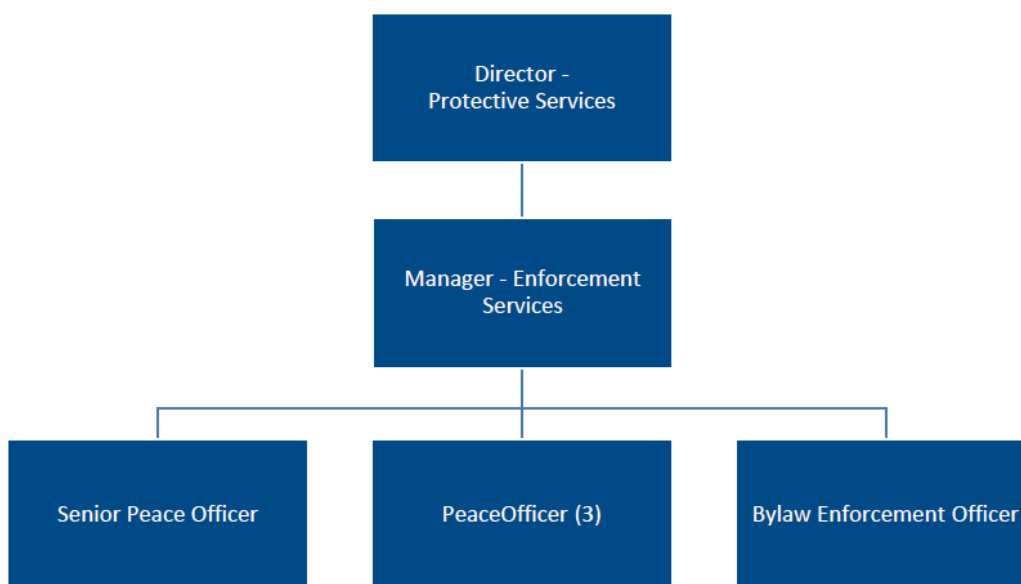 Director -
Protective Services
Manager - Enforcement
Services
Senior Peace Officer
PeaceOfficer (3)
Bylaw Enforcement Officer